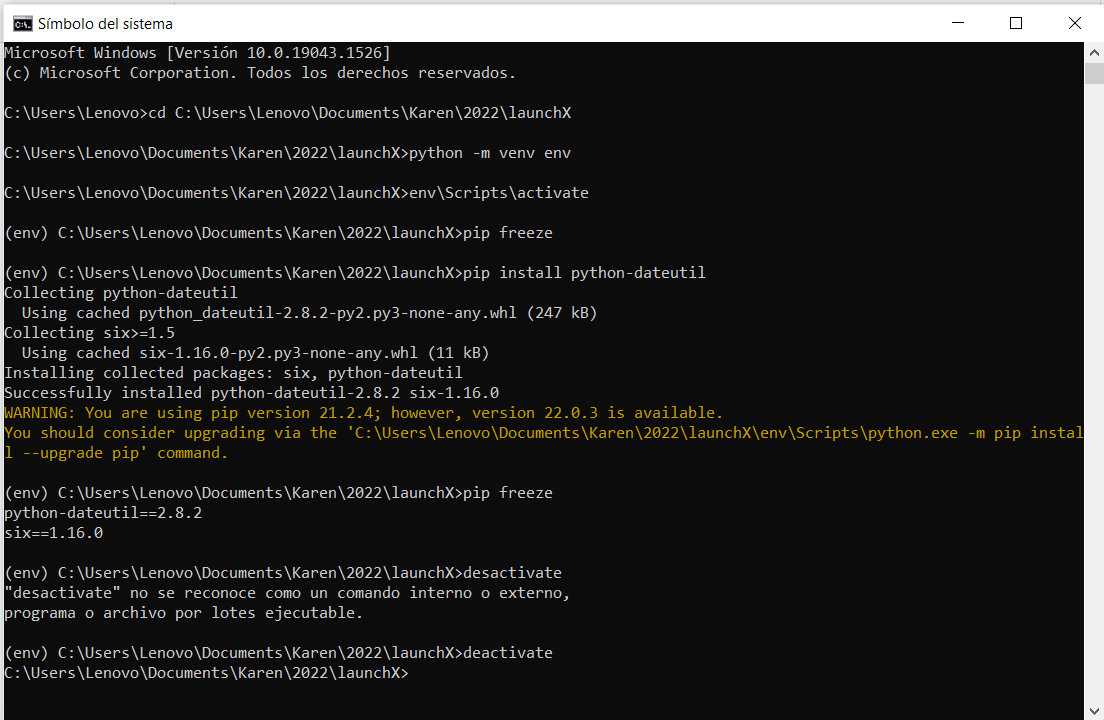 Símbolo del sistema
Microsoft Windows [Versión 10.0.19043.1526]
(c) Microsoft Corporation. Todos los derechos reservados.
C:\Users\Lenovo>cd C:\Users\Lenovo\Documents\Karen\2022\launchX
C:\Users\Lenovo\Documents\Karen\2022\launchX>python -m venv env
C:\Users\Lenovo\Documents\Karen\2022\launchX>env\Scripts\activate
(env) C:\Users\Lenovo\Documents\Karen\2022\launchX>pip freeze
(env) C:\Users\Lenovo\Documents\Karen\2022\launchX>pip install python-dateutil
Collecting python-dateutil
  Using cached python_dateutil-2.8.2-py2.py3-none-any.whl (247 kB)
Collecting six>=1.5
  Using cached six-1.16.0-py2.py3-none-any.whl (11 kB)
Installing collected packages: six, python-dateutil
Successfully installed python-dateutil-2.8.2 six-1.16.0
WARNING: You are using pip version 21.2.4; however, version 22.0.3 is available.
You should consider upgrading via the 'C:\Users\Lenovo\Documents\Karen\2022\launchX\env\Scripts\python.exe -m pip instal
l --upgrade pip' command.
(env) C:\Users\Lenovo\Documents\Karen\2022\launchX>pip freeze
python-dateutil==2.8.2
six==1.16.0
(env) C:\Users\Lenovo\Documents\Karen\2022\launchX>desactivate
"desactivate" no se reconoce como un comando interno o externo,
programa o archivo por lotes ejecutable.
(env) C:\Users\Lenovo\Documents\Karen\2022\launchX>deactivate
C:\Users\Lenovo\Documents\Karen\2022\launchX>